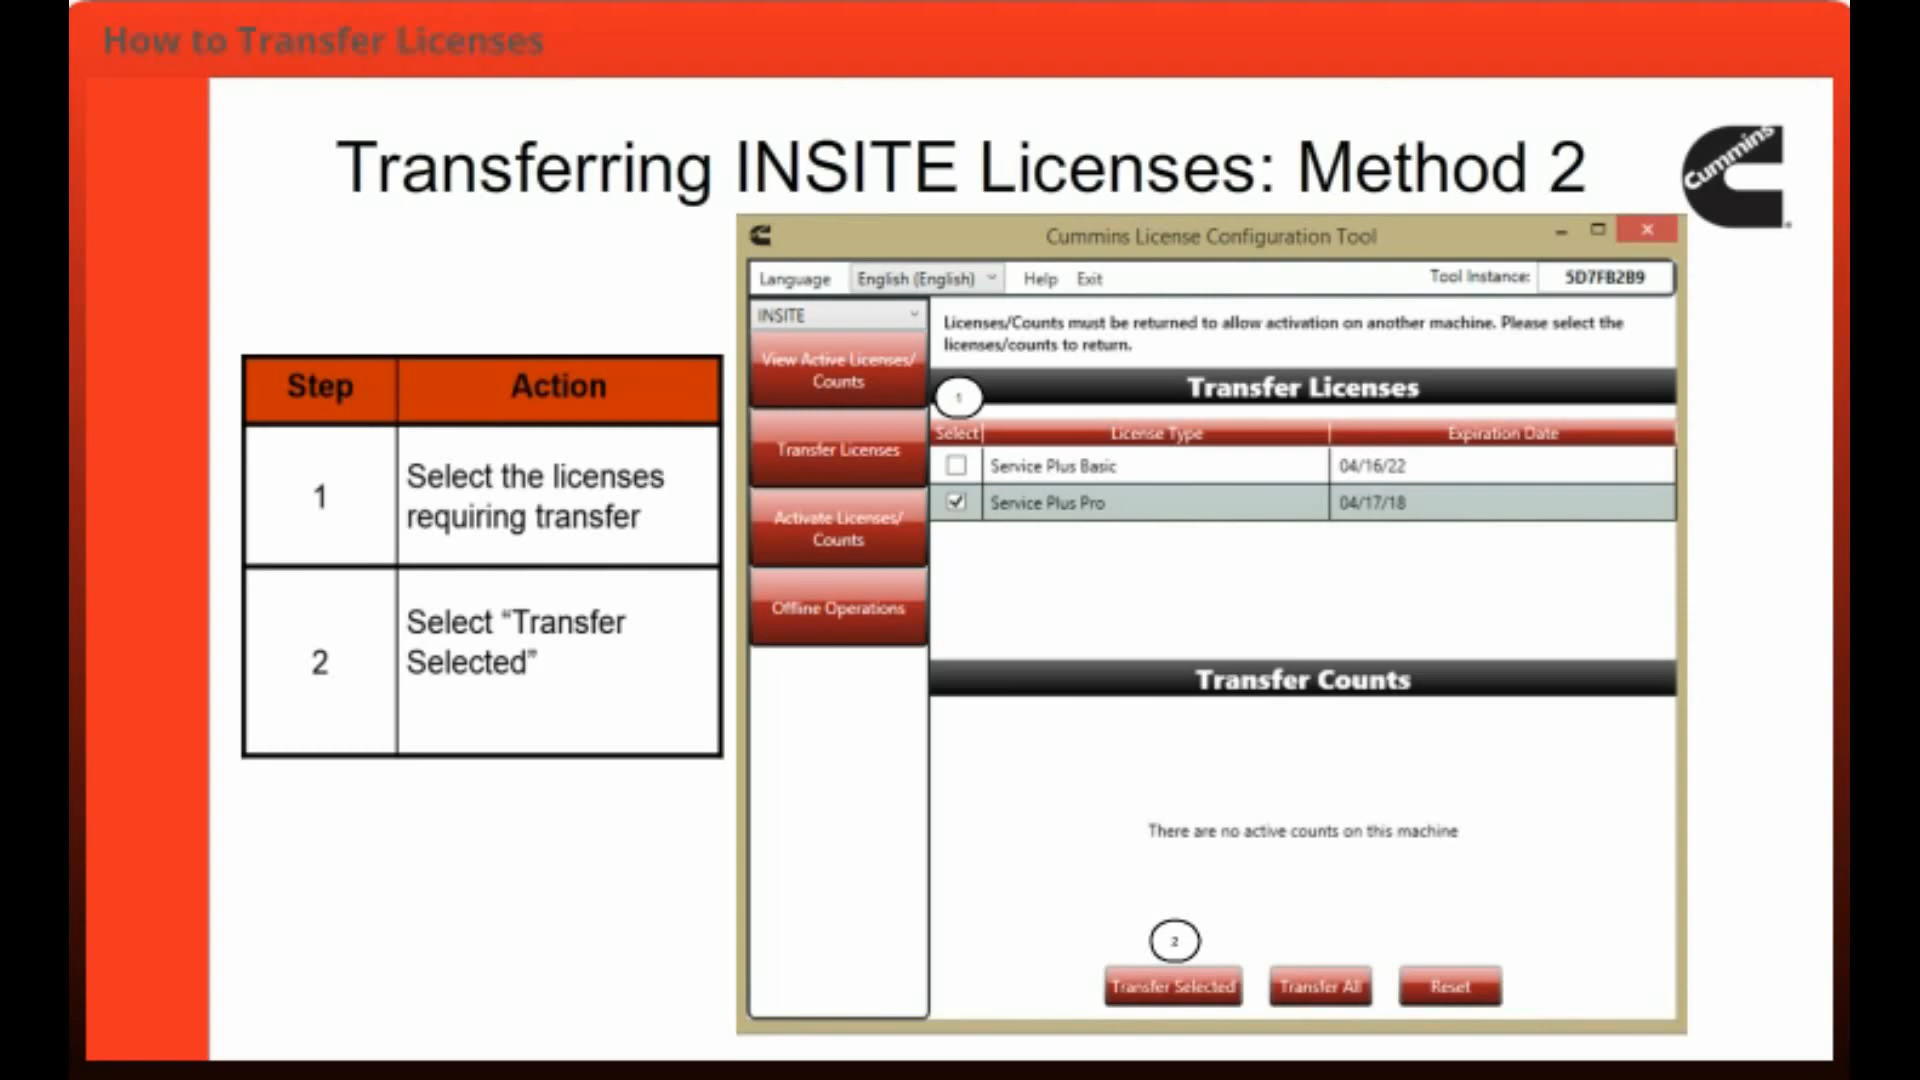 How to Transfer Licenses
Transferring INSITE Licenses: Method 2
Cummins
Step
Action
1
Select the licenses
requiring transfer
2
Select “Transfer
Selected”
Cummins License Configuration Tool
Language
English (English)
Help
Exit
Tool Instance:
5D7FB2B9
INSITE
View Active Licenses/
Counts
Transfer Licenses
Activate Licenses/
Counts
Offline Operations
Licenses/Counts must be returned to allow activation on another machine. Please select the
licenses/counts to return.
1
Transfer Licenses
Select
License Type
Expiration Date
Service Plus Basic
04/16/22
Service Plus Pro
04/17/18
Transfer Counts
There are no active counts on this machine
2
Transfer Selected
Transfer All
Reset